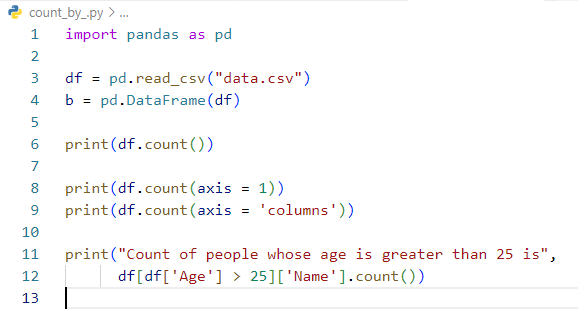 count_by_.py > ...
1 import pandas as pd
2
3 df = pd.read_csv("data.csv")
4 b = pd.DataFrame(df)
5
6 print(df.count())
7
8 print(df.count(axis = 1))
9 print(df.count(axis = 'columns'))
10
11 print("Count of people whose age is greater than 25 is",
12       df[df['Age'] > 25]['Name'].count())
13